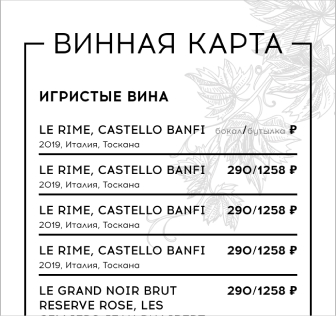 ВИННАЯ КАРТА
ИГРИСТЫЕ ВИНА
LE RIME, CASTELLO BANFI бокал/бутылка ₽
2019, Италия, Тоскана
LE RIME, CASTELLO BANFI 290/1258 ₽
2019, Италия, Тоскана
LE RIME, CASTELLO BANFI 290/1258 ₽
2019, Италия, Тоскана
LE RIME, CASTELLO BANFI 290/1258 ₽
2019, Италия, Тоскана
LE GRAND NOIR BRUT 290/1258 ₽
RESERVE ROSE, LES